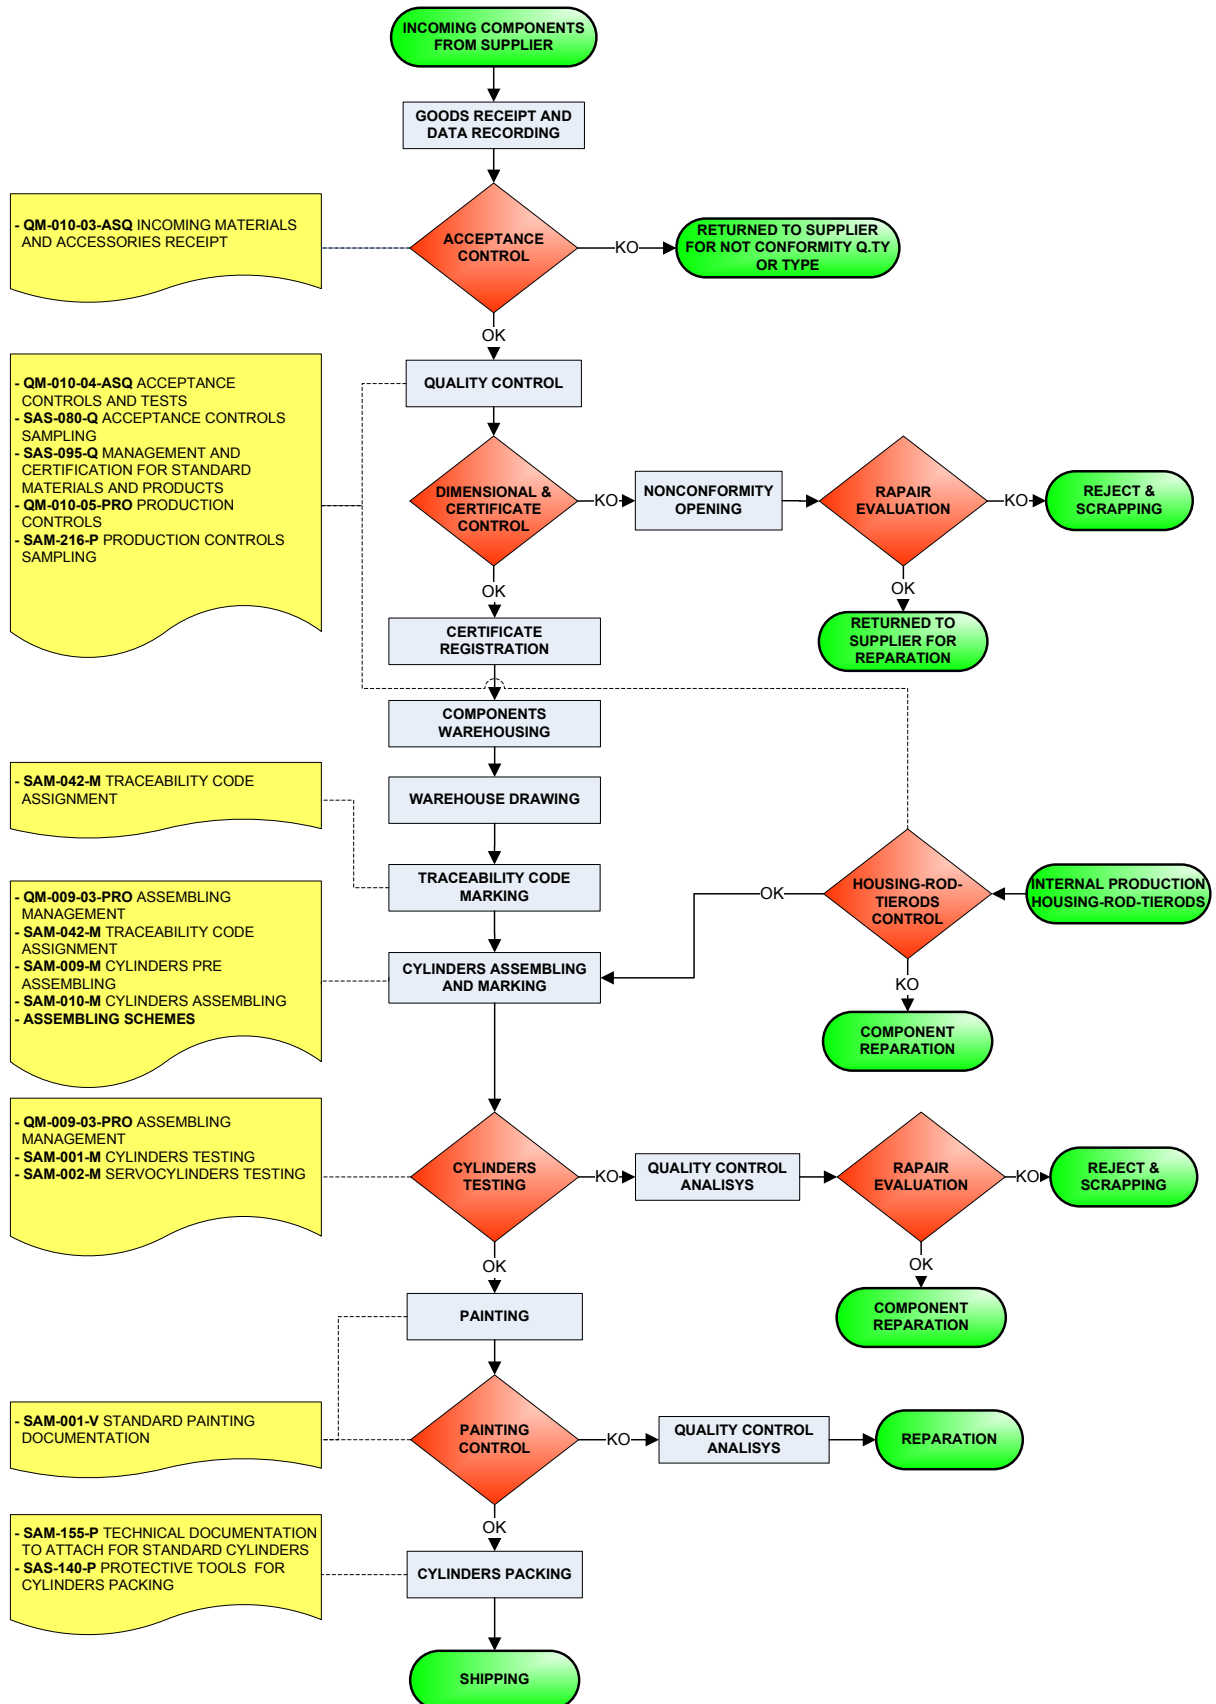 INCOMING COMPONENTS
FROM SUPPLIER
GOODS RECEIPT AND
DATA RECORDING
- QM-010-03-ASQ INCOMING MATERIALS
AND ACCESSORIES RECEIPT
ACCEPTANCE
CONTROL
KO
RETURNED TO SUPPLIER
FOR NOT CONFORMITY Q.TY
OR TYPE
OK
- QM-010-04-ASQ ACCEPTANCE
CONTROLS AND TESTS
- SAS-080-Q ACCEPTANCE CONTROLS
SAMPLING
- SAS-095-Q MANAGEMENT AND
CERTIFICATION FOR STANDARD
MATERIALS AND PRODUCTS
- QM-010-05-PRO PRODUCTION
CONTROLS
- SAM-216-P PRODUCTION CONTROLS
SAMPLING
QUALITY CONTROL
DIMENSIONAL &
CERTIFICATE
CONTROL
KO
NONCONFORMITY
OPENING
RAPAIR
EVALUATION
KO
REJECT &
SCRAPPING
OK
OK
RETURNED TO
SUPPLIER FOR
REPARATION
CERTIFICATE
REGISTRATION
COMPONENTS
WAREHOUSING
- SAM-042-M TRACEABILITY CODE
ASSIGNMENT
WAREHOUSE DRAWING
TRACEABILITY CODE
MARKING
OK
HOUSING-ROD-
TIERODS
CONTROL
INTERNAL PRODUCTION
HOUSING-ROD-TIERODS
- QM-009-03-PRO ASSEMBLING
MANAGEMENT
- SAM-042-M TRACEABILITY CODE
ASSIGNMENT
- SAM-009-M CYLINDERS PRE
ASSEMBLING
- SAM-010-M CYLINDERS ASSEMBLING
- ASSEMBLING SCHEMES
CYLINDERS ASSEMBLING
AND MARKING
KO
COMPONENT
REPARATION
- QM-009-03-PRO ASSEMBLING
MANAGEMENT
- SAM-001-M CYLINDERS TESTING
- SAM-002-M SERVOCYLINDERS TESTING
CYLINDERS
TESTING
KO
QUALITY CONTROL
ANALISYS
RAPAIR
EVALUATION
KO
REJECT &
SCRAPPING
OK
OK
COMPONENT
REPARATION
PAINTING
- SAM-001-V STANDARD PAINTING
DOCUMENTATION
PAINTING
CONTROL
KO
QUALITY CONTROL
ANALISYS
REPARATION
OK
- SAM-155-P TECHNICAL DOCUMENTATION
TO ATTACH FOR STANDARD CYLINDERS
- SAS-140-P PROTECTIVE TOOLS  FOR
CYLINDERS PACKING
CYLINDERS PACKING
SHIPPING